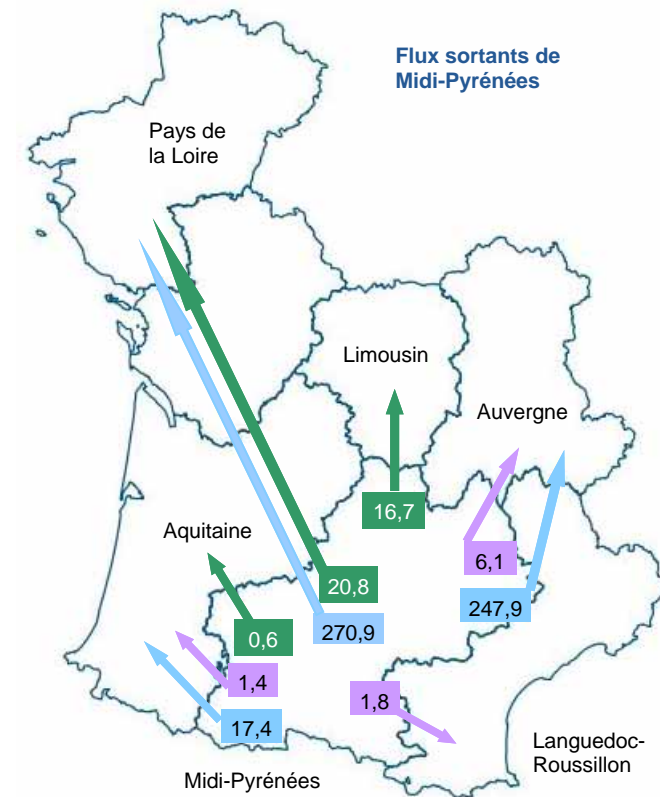 Flux sortants de
Midi-Pyrénées
Pays de
la Loire
Limousin
Auvergne
16,7
Aquitaine
6,1
20,8
247,9
0,6
270,9
1,4
1,8
17,4
Languedoc-
Roussillon
Midi-Pyrénées